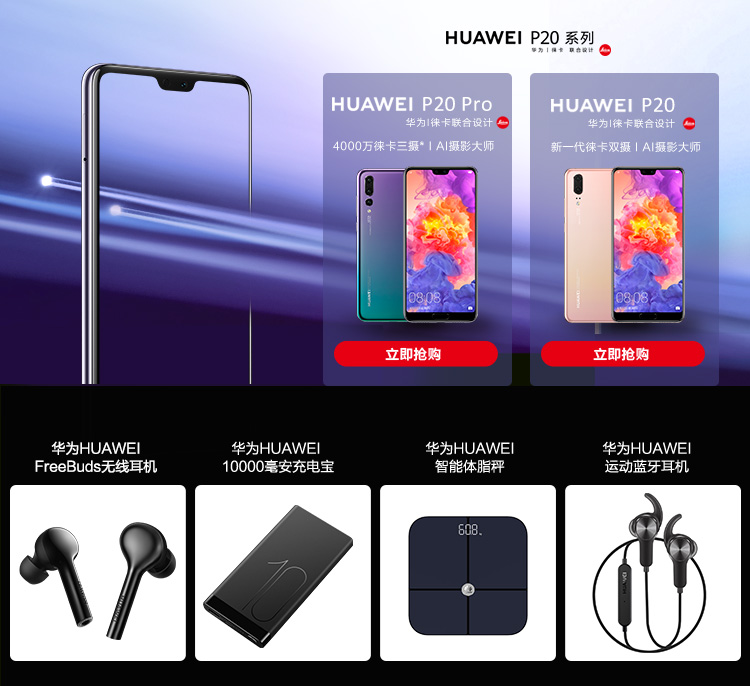 HUAWEI P20 系列
华为 | 徕卡 联合设计
HUAWEI P20 Pro
华为|徕卡联合设计
4000万徕卡三摄* | AI摄影大师
08:08
立即抢购
HUAWEI P20
华为|徕卡联合设计
新一代徕卡双摄 | AI摄影大师
08:08
立即抢购
华为HUAWEI
FreeBuds无线耳机
华为HUAWEI
10000毫安充电宝
10
华为HUAWEI
智能体脂秤
60.8
华为HUAWEI
运动蓝牙耳机